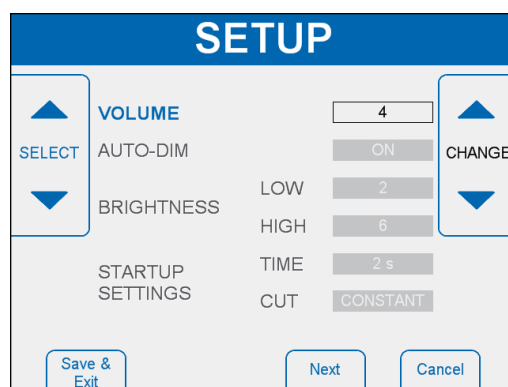 SETUP
VOLUME 4
SELECT AUTO-DIM ON CHANGE
LOW 2
BRIGHTNESS
HIGH 6
TIME 2 s
STARTUP
SETTINGS
CUT CONSTANT
Save &
Exit
Next
Cancel